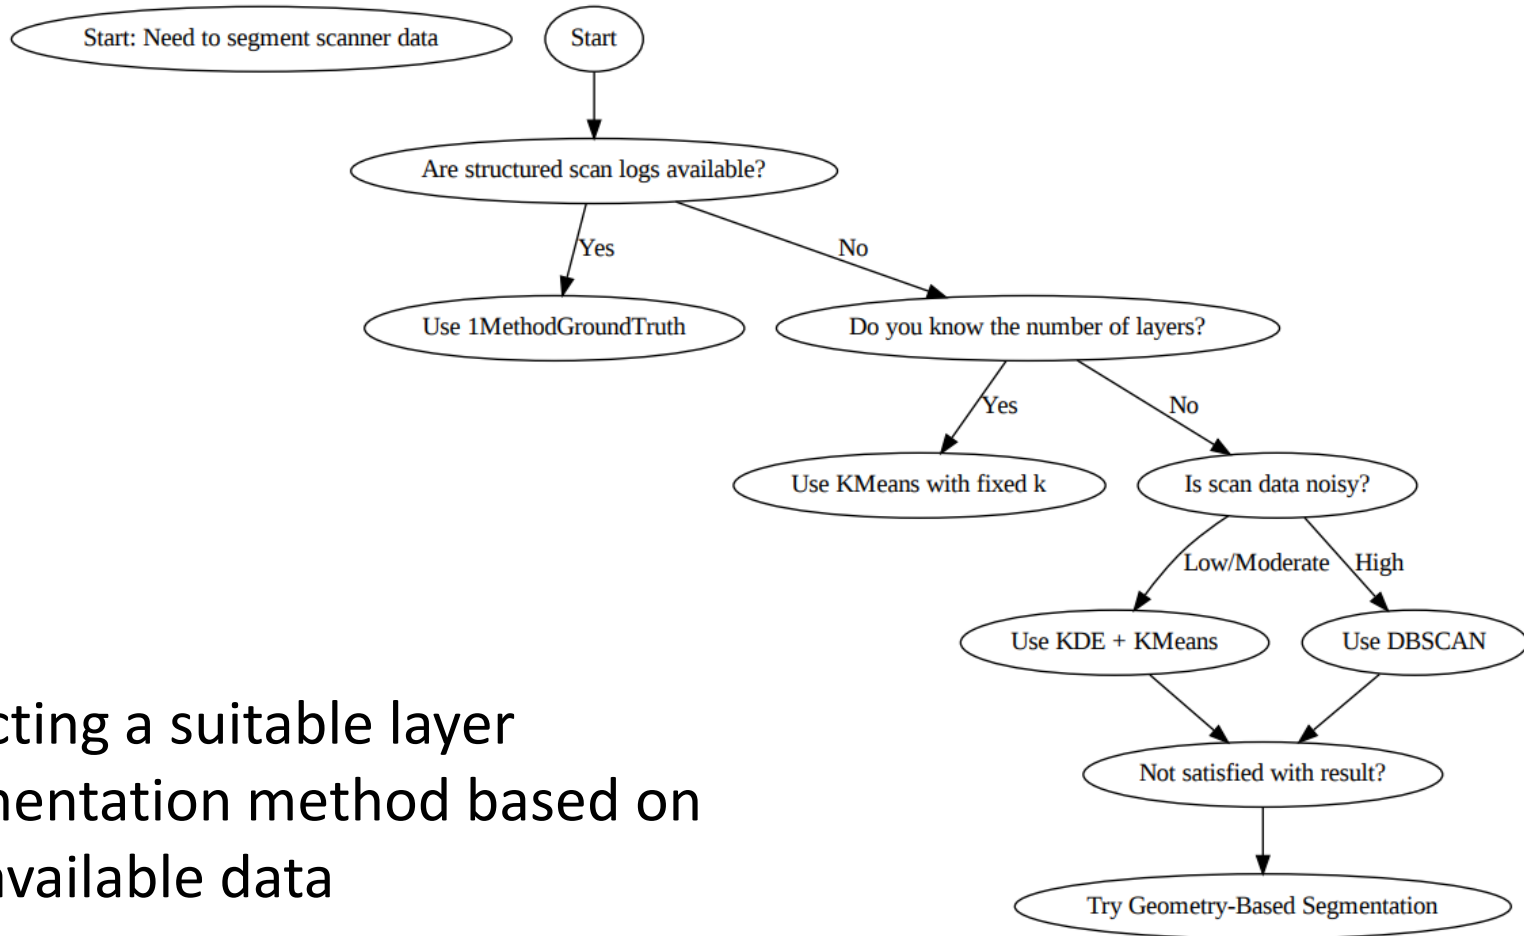 Start: Need to segment scanner data
Start
Are structured scan logs available?
Yes
No
Use 1MethodGroundTruth
Do you know the number of layers?
Yes
No
Use KMeans with fixed k
Is scan data noisy?
Low/Moderate
High
Use KDE + KMeans
Use DBSCAN
Not satisfied with result?
Try Geometry-Based Segmentation
cting a suitable layer
entation method based on
available data